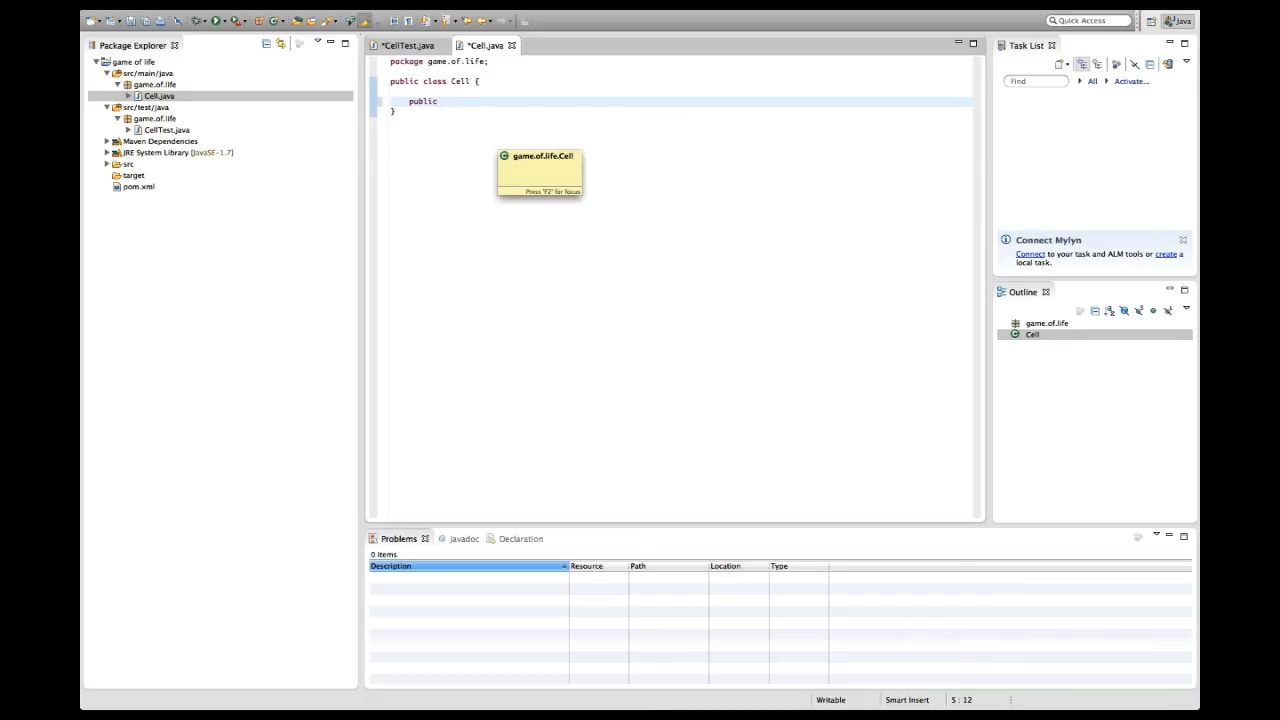 Quick Access
Java
Package Explorer
game of life
src/main/java
game.of.life
Cell.java
src/test/java
game.of.life
CellTest.java
Maven Dependencies
JRE System Library [JavaSE-1.7]
src
target
pom.xml
*CellTest.java
*Cell.java
package game.of.life;
public class Cell {
public
}
game.of.life.Cell
Press 'F2' for focus
Task List
Find
All
Activate...
Connect Mylyn
Connect to your task and ALM tools or create a
local task.
Outline
game.of.life
Cell
Problems
Javadoc
Declaration
0 items
Description
Resource
Path
Location
Type
Writable
Smart Insert
5 : 12